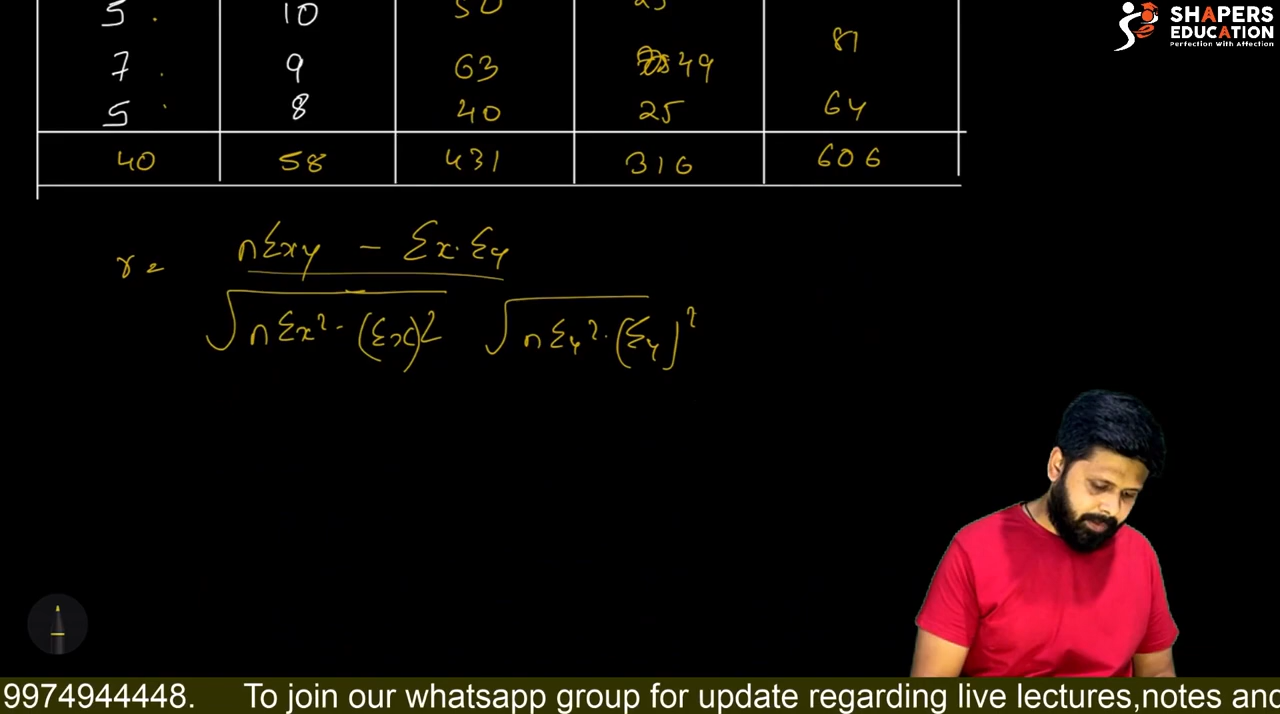 SHAPERS
EDUCATION
Perfection With Affection
5 . 10 50 25
81
7 . 9 63 49
5 . 8 40 25 64
40 58 431 316 606
r = nΣxy - Σx·Σy
√nΣx² - (Σx)² √nΣy² - (Σy)²
9974944448. To join our whatsapp group for update regarding live lectures,notes and